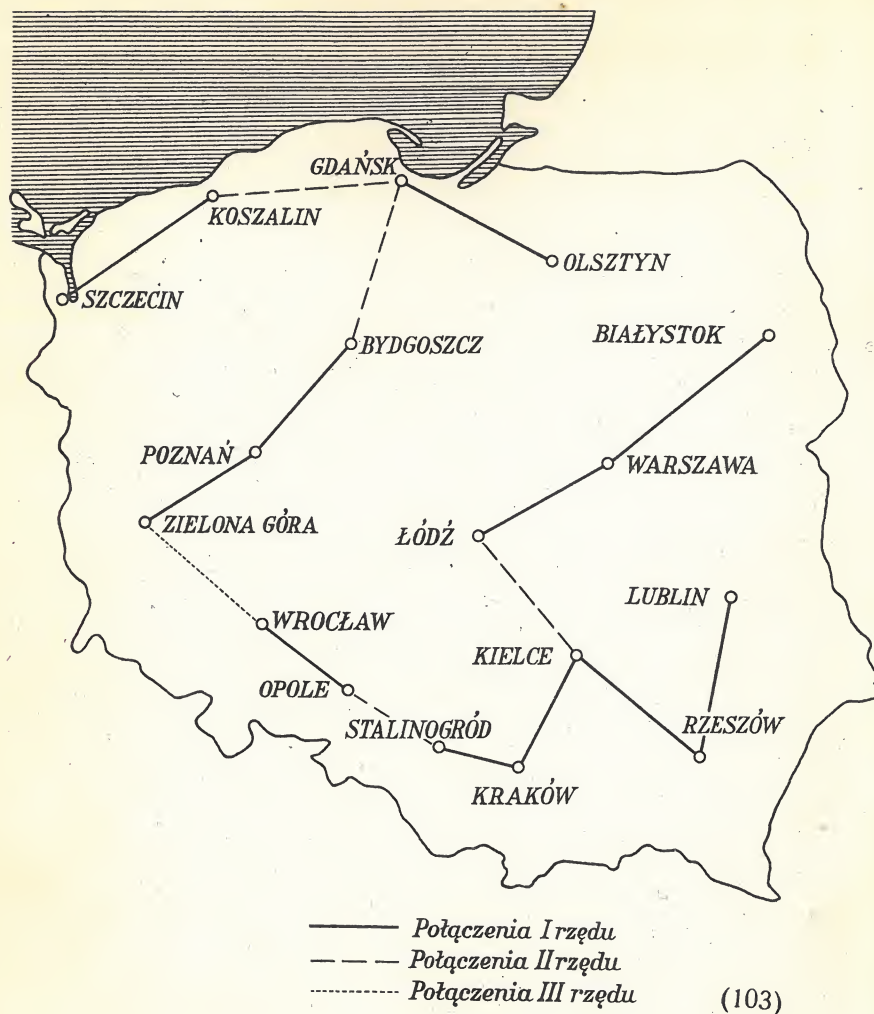 GDAŃSK
KOSZALIN
OLSZTYN
SZCZECIN
BIAŁYSTOK
BYDGOSZCZ
POZNAŃ
WARSZAWA
ZIELONA GÓRA
ŁÓDŹ
LUBLIN
WROCŁAW
KIELCE
OPOLE
STALINOGRÓD
RZESZÓW
KRAKÓW
Połączenia I rzędu
Połączenia II rzędu
Połączenia III rzędu
(103)